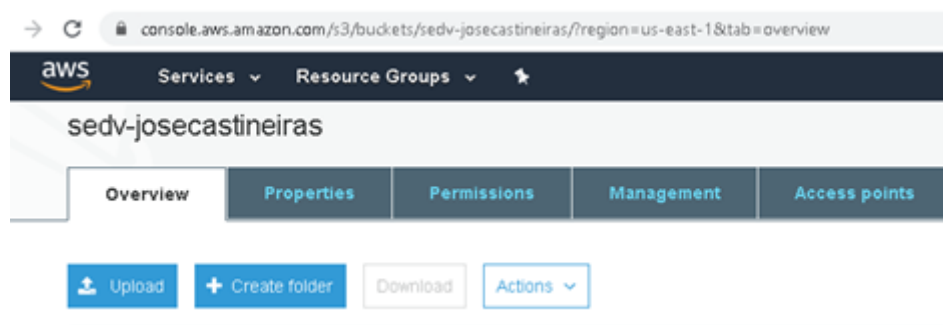 console.aws.amazon.com/s3/buckets/sedv-josecastineiras/?region=us-east-1&tab=overview
aws Services Resource Groups
sedv-josecastineiras
Overview Properties Permissions Management Access points
Upload + Create folder Download Actions